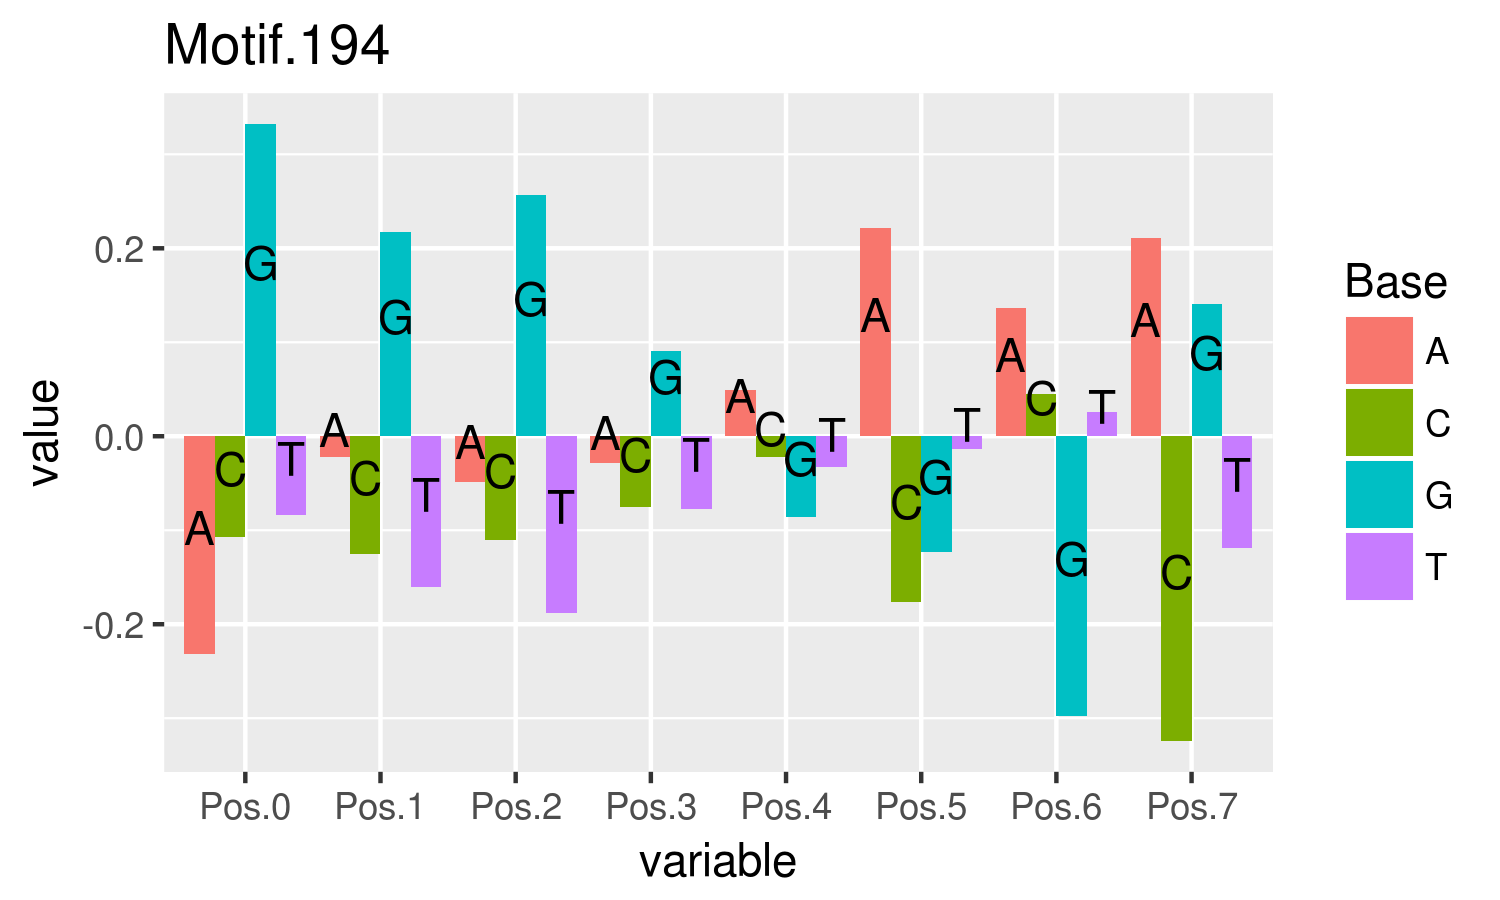 Motif.194
value
0.2
0.0
-0.2
A C G T A C G T A C G T A C G T A C G T A C G T A C G T A C G T
Pos.0 Pos.1 Pos.2 Pos.3 Pos.4 Pos.5 Pos.6 Pos.7
variable
Base
A
C
G
T